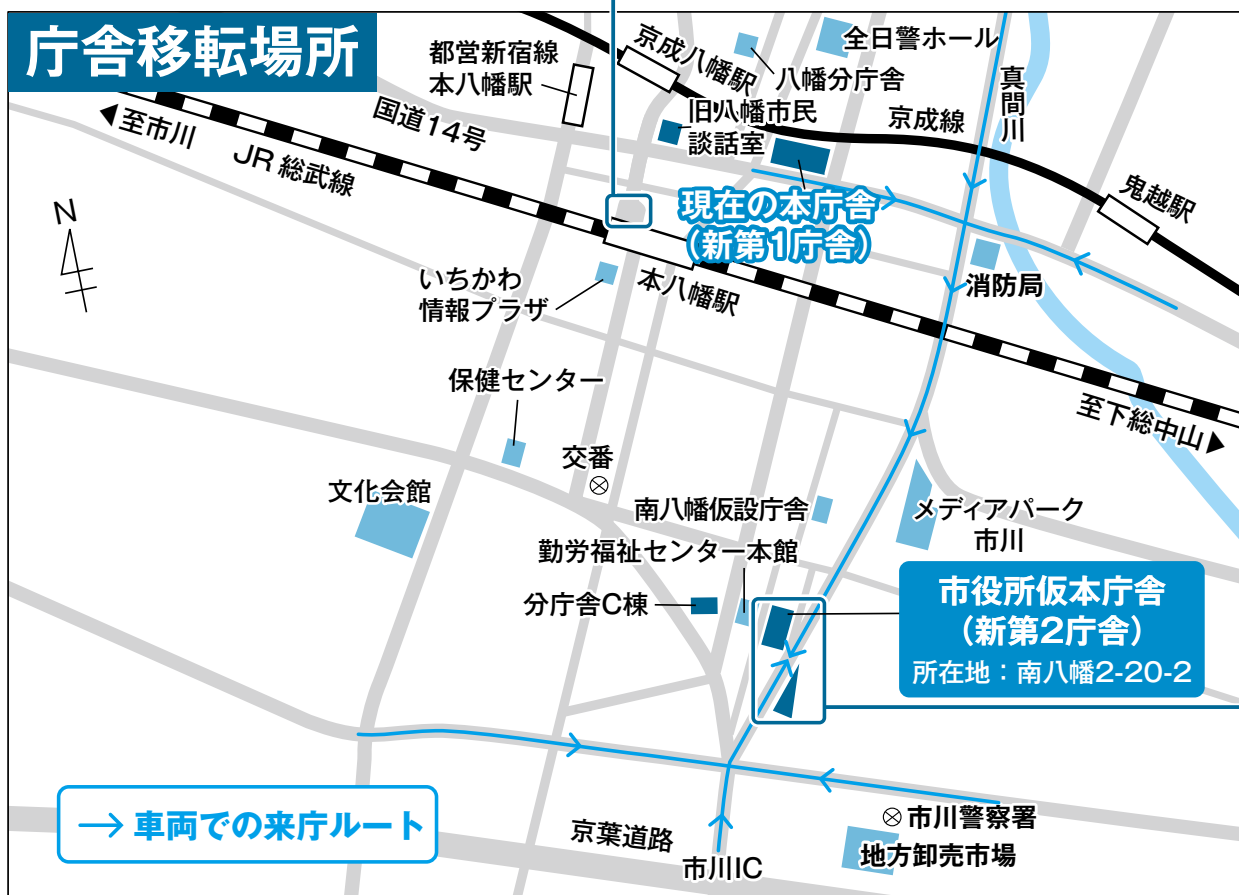 庁舎移転場所
都営新宿線
本八幡駅
京成八幡駅
全日警ホール
八幡分庁舎
真間川
至市川
国道14号
旧八幡市民
談話室
京成線
JR 総武線
鬼越駅
現在の本庁舎
(新第1庁舎)
N
いちかわ
情報プラザ
本八幡駅
消防局
保健センター
至下総中山
交番
文化会館
南八幡仮設庁舎
メディアパーク
市川
勤労福祉センター本館
分庁舎C棟
市役所仮本庁舎
(新第2庁舎)
所在地:南八幡2-20-2
→ 車両での来庁ルート
京葉道路
市川IC
市川警察署
地方卸売市場